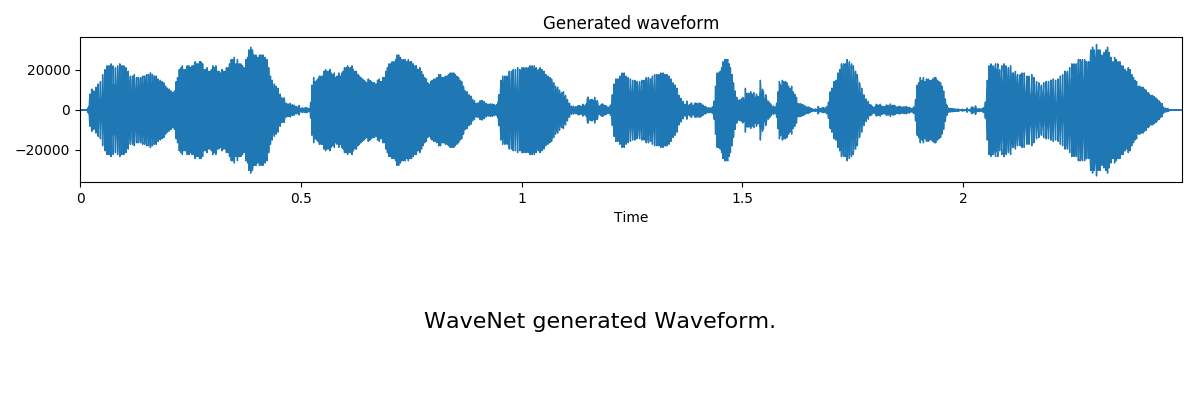 Generated waveform
20000
0
−20000
0 0.5 1 1.5 2
Time
WaveNet generated Waveform.